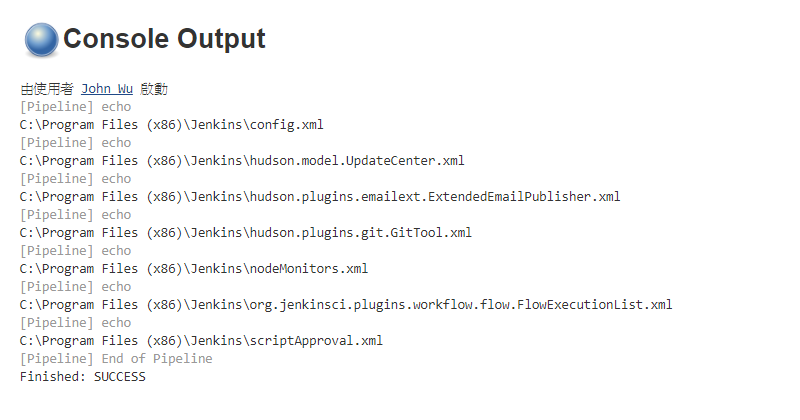 Console Output
由使用者 John Wu 啟動
[Pipeline] echo
C:\Program Files (x86)\Jenkins\config.xml
[Pipeline] echo
C:\Program Files (x86)\Jenkins\hudson.model.UpdateCenter.xml
[Pipeline] echo
C:\Program Files (x86)\Jenkins\hudson.plugins.emailext.ExtendedEmailPublisher.xml
[Pipeline] echo
C:\Program Files (x86)\Jenkins\hudson.plugins.git.GitTool.xml
[Pipeline] echo
C:\Program Files (x86)\Jenkins\nodeMonitors.xml
[Pipeline] echo
C:\Program Files (x86)\Jenkins\org.jenkinsci.plugins.workflow.flow.FlowExecutionList.xml
[Pipeline] echo
C:\Program Files (x86)\Jenkins\scriptApproval.xml
[Pipeline] End of Pipeline
Finished: SUCCESS